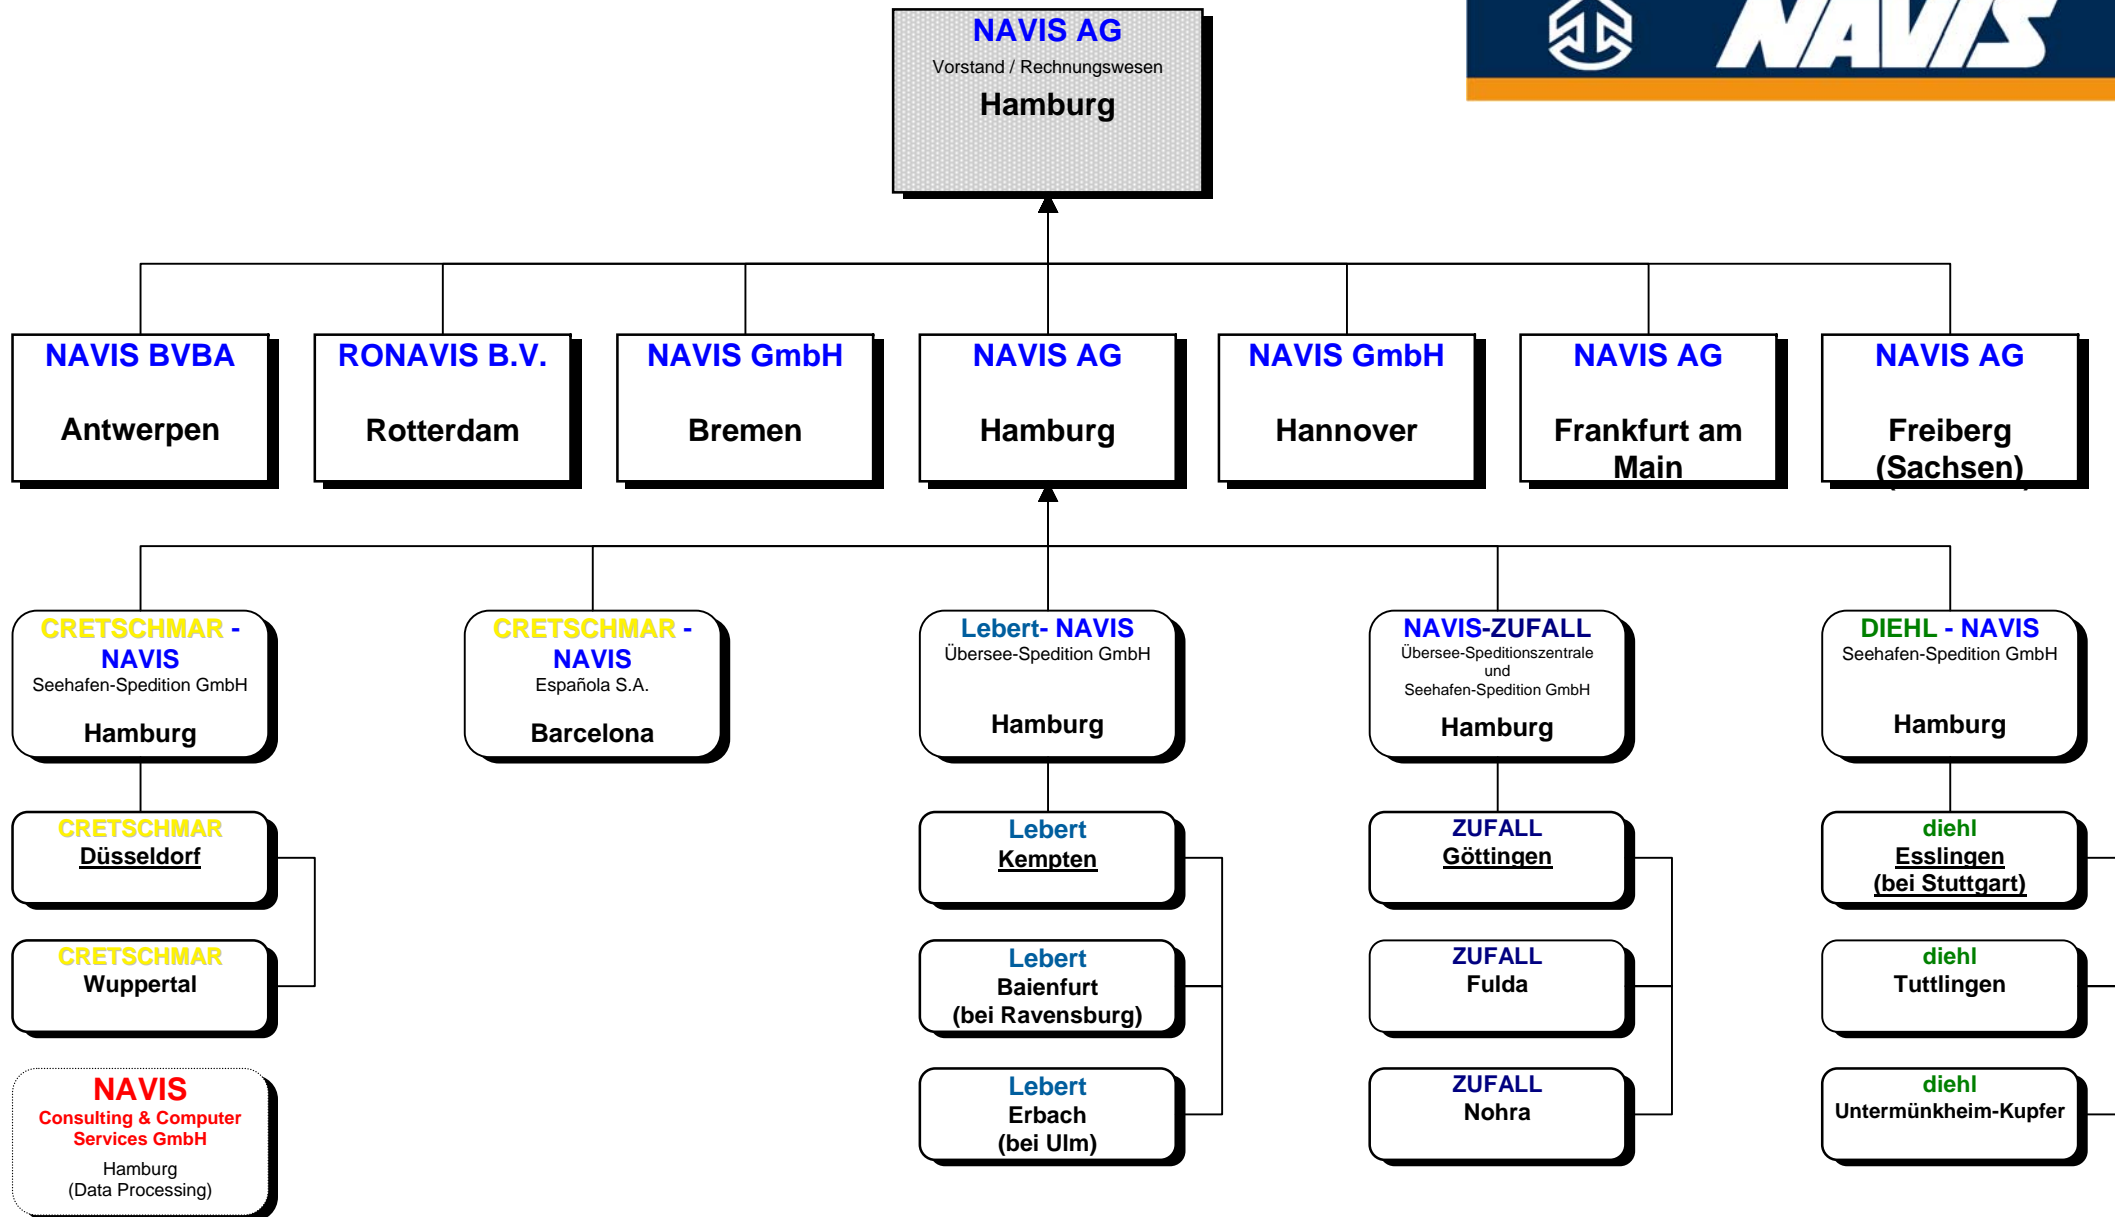 NAVIS AG
Vorstand / Rechnungswesen
Hamburg
NAVIS
NAVIS BVBA
Antwerpen
RONAVIS B.V.
Rotterdam
NAVIS GmbH
Bremen
NAVIS AG
Hamburg
NAVIS GmbH
Hannover
NAVIS AG
Frankfurt am
Main
NAVIS AG
Freiberg
(Sachsen)
CRETSCHMAR -
NAVIS
Seehafen-Spedition GmbH
Hamburg
CRETSCHMAR -
NAVIS
Española S.A.
Barcelona
Lebert- NAVIS
Übersee-Spedition GmbH
Hamburg
NAVIS-ZUFALL
Übersee-Speditionszentrale
und
Seehafen-Spedition GmbH
Hamburg
DIEHL - NAVIS
Seehafen-Spedition GmbH
Hamburg
CRETSCHMAR
Düsseldorf
Lebert
Kempten
ZUFALL
Göttingen
diehl
Esslingen
(bei Stuttgart)
CRETSCHMAR
Wuppertal
Lebert
Baienfurt
(bei Ravensburg)
ZUFALL
Fulda
diehl
Tuttlingen
NAVIS
Consulting & Computer
Services GmbH
Hamburg
(Data Processing)
Lebert
Erbach
(bei Ulm)
ZUFALL
Nohra
diehl
Untermünkheim-Kupfer